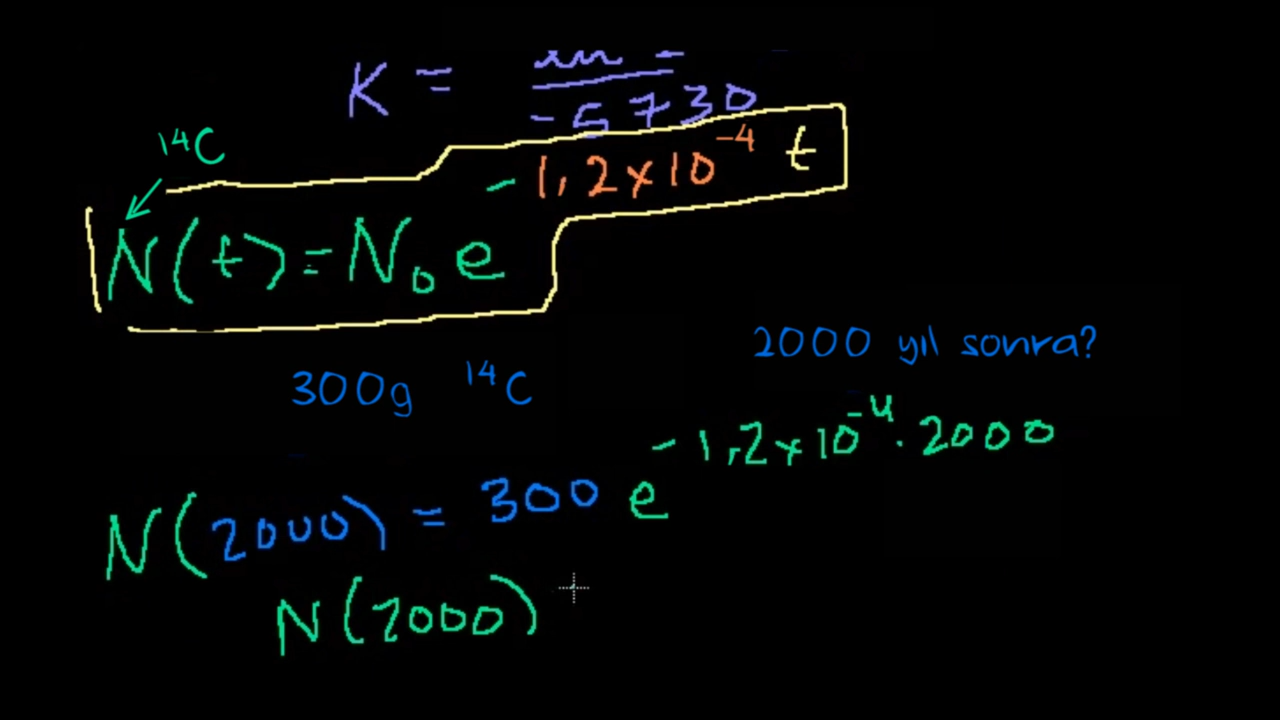 K =
-5730
14C
-1,2x10^-4 t
N(t)=N0 e
2000 yıl sonra?
300g 14C
N(2000) = 300 e^-1,2x10^-4.2000
N(2000)